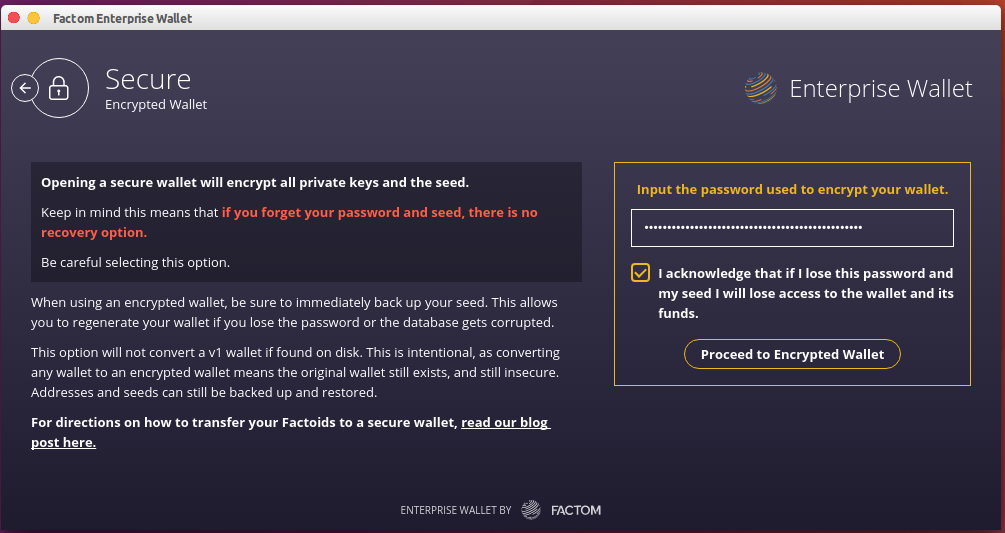 Factom Enterprise Wallet
Secure
Encrypted Wallet
Enterprise Wallet
Opening a secure wallet will encrypt all private keys and the seed.
Keep in mind this means that if you forget your password and seed, there is no
recovery option.
Be careful selecting this option.
When using an encrypted wallet, be sure to immediately back up your seed. This allows
you to regenerate your wallet if you lose the password or the database gets corrupted.
This option will not convert a v1 wallet if found on disk. This is intentional, as converting
any wallet to an encrypted wallet means the original wallet still exists, and still insecure.
Addresses and seeds can still be backed up and restored.
For directions on how to transfer your Factoids to a secure wallet, read our blog
post here.
Input the password used to encrypt your wallet.
I acknowledge that if I lose this password and
my seed I will lose access to the wallet and its
funds.
Proceed to Encrypted Wallet
ENTERPRISE WALLET BY FACTOM